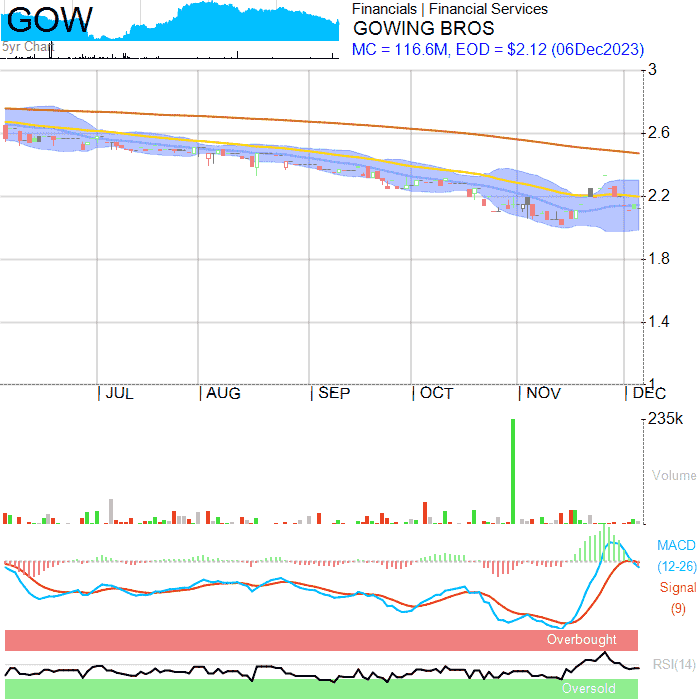 GOW
5yr Chart
Financials | Financial Services
GOWING BROS
MC = 116.6M, EOD = $2.12 (06Dec2023)
3
2.6
2.2
1.8
1.4
1
JUL
AUG
SEP
OCT
NOV
DEC
235k
Volume
MACD
(12-26)
Signal
(9)
Overbought
RSI(14)
Oversold